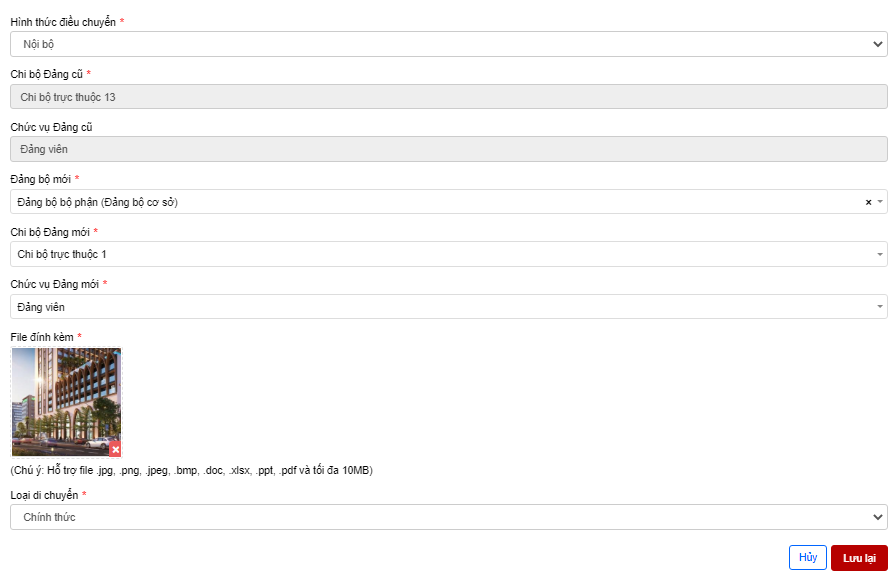 Hình thức điều chuyển *
Nội bộ
Chi bộ Đảng cũ *
Chi bộ trực thuộc 13
Chức vụ Đảng cũ
Đảng viên
Đảng bộ mới *
Đảng bộ bộ phận (Đảng bộ cơ sở)
×
Chi bộ Đảng mới *
Chi bộ trực thuộc 1
Chức vụ Đảng mới *
Đảng viên
File đính kèm *
(Chú ý: Hỗ trợ file .jpg, .png, .jpeg, .bmp, .doc, .xlsx, .ppt, .pdf và tối đa 10MB)
Loại di chuyển *
Chính thức
Hủy Lưu lại